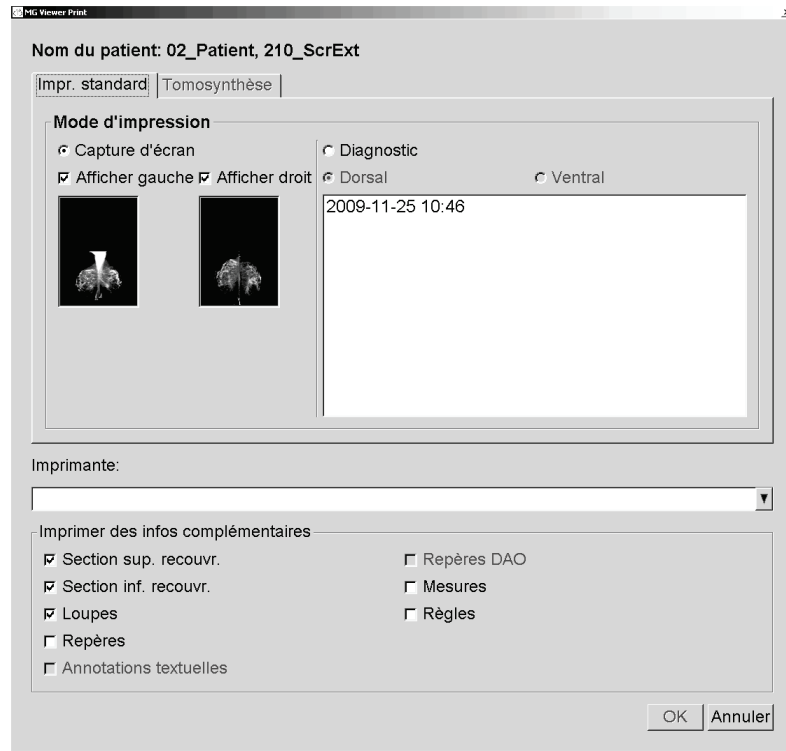 MG Viewer Print
Nom du patient: 02_Patient, 210_ScrExt
Impr. standard Tomosynthèse
Mode d'impression
Capture d'écran Diagnostic
Afficher gauche Afficher droit Dorsal Ventral
2009-11-25 10:46
Imprimante:
Imprimer des infos complémentaires
Section sup. recouvr. Repères DAO
Section inf. recouvr. Mesures
Loupes Règles
Repères
Annotations textuelles
OK Annuler